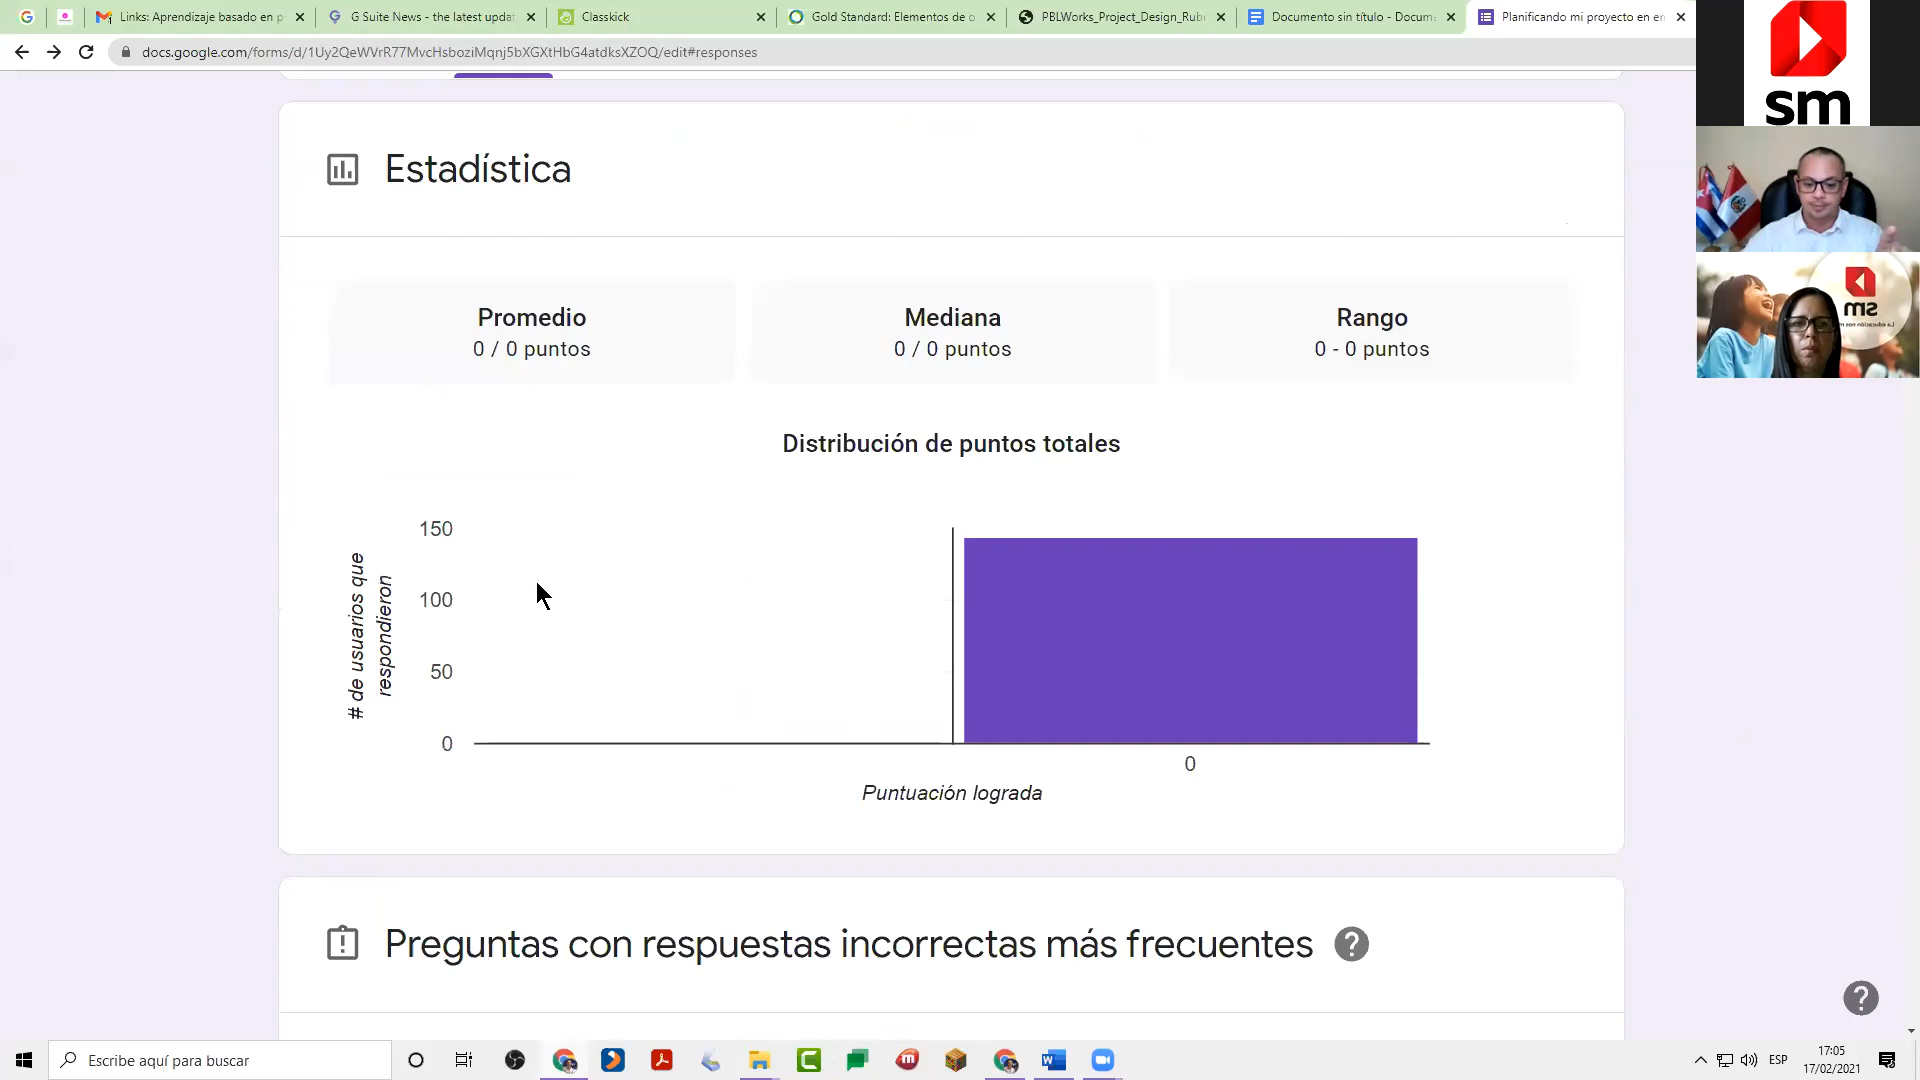 Links: Aprendizaje basado en p
G Suite News - the latest updat
Classkick
Gold Standard: Elementos de o
PBLWorks_Project_Design_Rub
Documento sin título - Docum
Planificando mi proyecto en en
docs.google.com/forms/d/1Uy2QeWVrR77MvcHsboziMqnj5bXGXtHbG4atdksXZOQ/edit#responses
sm
Estadística
Promedio
0 / 0 puntos
Mediana
0 / 0 puntos
Rango
0 - 0 puntos
Distribución de puntos totales
# de usuarios que
respondieron
150
100
50
0
0
Puntuación lograda
Preguntas con respuestas incorrectas más frecuentes
Escribe aquí para buscar
ESP
17:05
17/02/2021